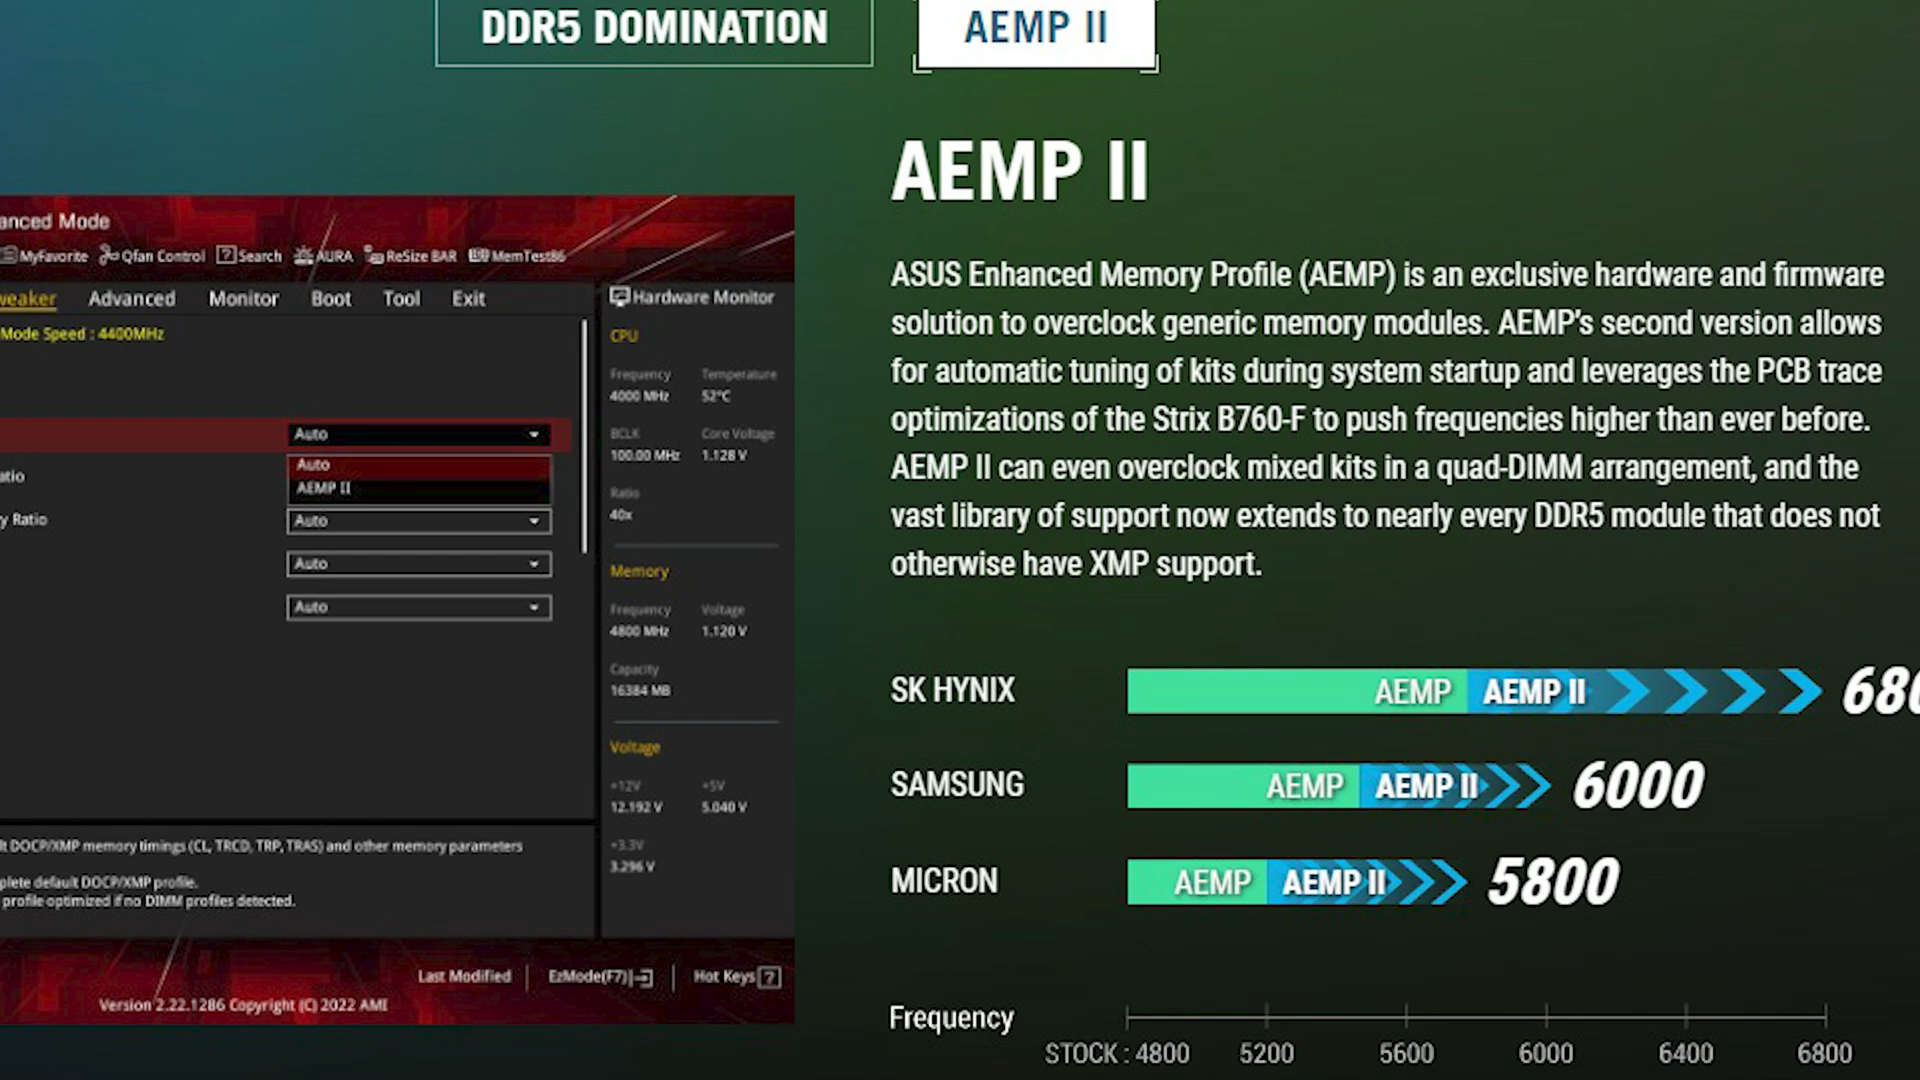 DDR5 DOMINATION
AEMP II
anced Mode
MyFavorite Qfan Control Search AURA ReSize BAR MemTest86
weaker Advanced Monitor Boot Tool Exit
Mode Speed : 4400MHz
Auto
Auto
AEMP II
atio
y Ratio
Auto
Auto
Auto
lt DOCP/XMP memory timings (CL, TRCD, TRP, TRAS) and other memory parameters
plete default DOCP/XMP profile.
profile optimized if no DIMM profiles detected.
Hardware Monitor
CPU
Frequency Temperature
4000 MHz 52°C
BCLK Core Voltage
100.00 MHz 1.128 V
Ratio
40x
Memory
Frequency Voltage
4800 MHz 1.120 V
Capacity
16384 MB
Voltage
+12V +5V
12.192 V 5.040 V
+3.3V
3.296 V
Last Modified EzMode(F7) Hot Keys ?
Version 2.22.1286 Copyright (C) 2022 AMI
AEMP II
ASUS Enhanced Memory Profile (AEMP) is an exclusive hardware and firmware
solution to overclock generic memory modules. AEMP's second version allows
for automatic tuning of kits during system startup and leverages the PCB trace
optimizations of the Strix B760-F to push frequencies higher than ever before.
AEMP II can even overclock mixed kits in a quad-DIMM arrangement, and the
vast library of support now extends to nearly every DDR5 module that does not
otherwise have XMP support.
SK HYNIX AEMP AEMP II 680
SAMSUNG AEMP AEMP II 6000
MICRON AEMP AEMP II 5800
Frequency
STOCK : 4800 5200 5600 6000 6400 6800